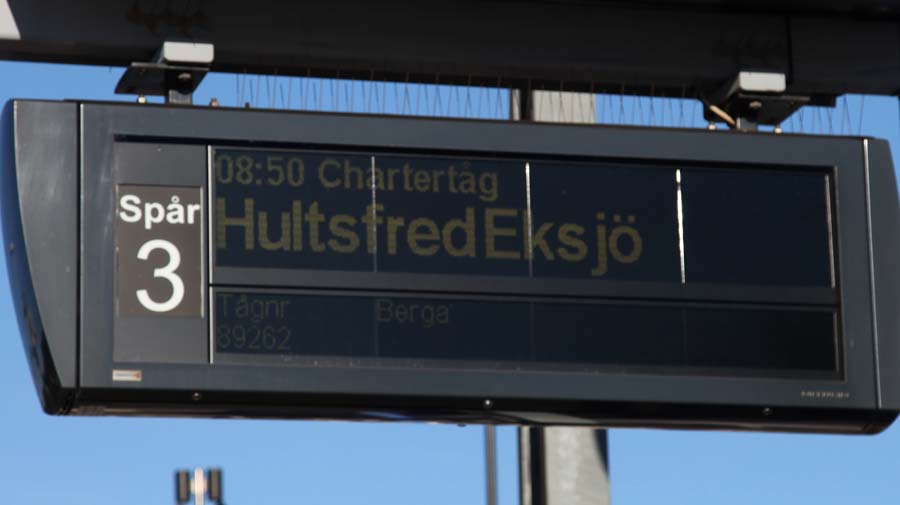 Spår
3
08:50 Chartertåg
HultsfredEksjö
Tågnr Berga
89262